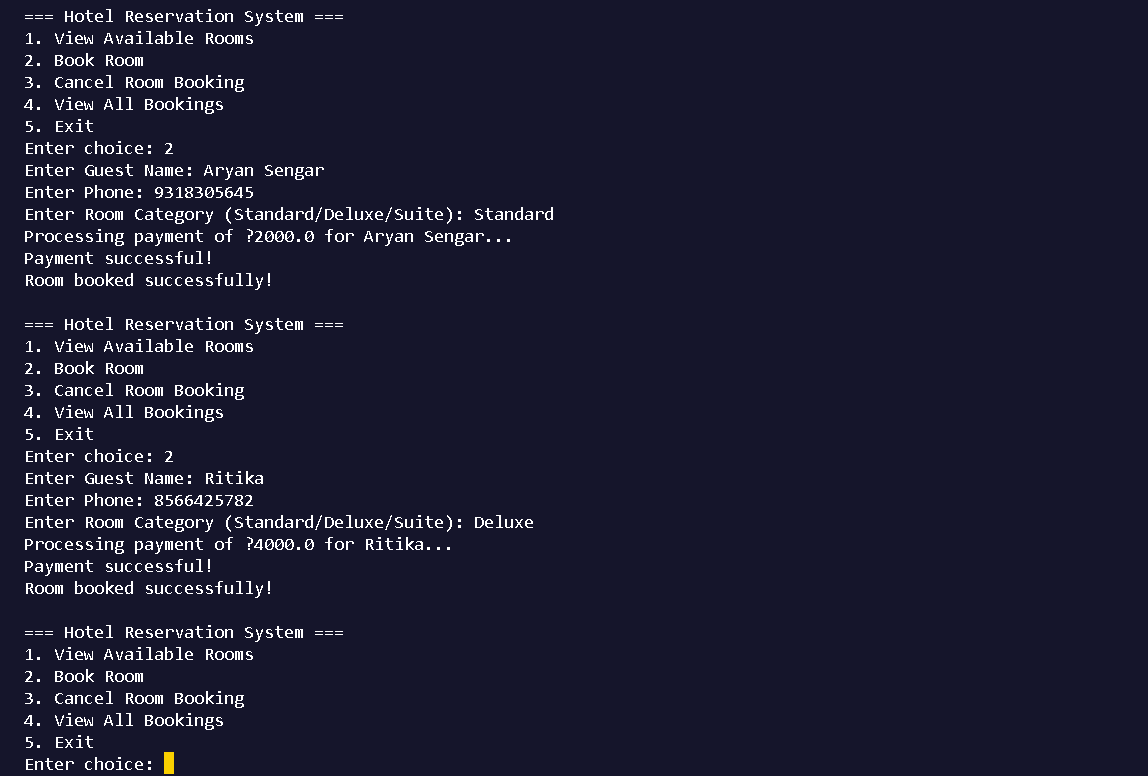 === Hotel Reservation System ===
1. View Available Rooms
2. Book Room
3. Cancel Room Booking
4. View All Bookings
5. Exit
Enter choice: 2
Enter Guest Name: Aryan Sengar
Enter Phone: 9318305645
Enter Room Category (Standard/Deluxe/Suite): Standard
Processing payment of ?2000.0 for Aryan Sengar...
Payment successful!
Room booked successfully!

=== Hotel Reservation System ===
1. View Available Rooms
2. Book Room
3. Cancel Room Booking
4. View All Bookings
5. Exit
Enter choice: 2
Enter Guest Name: Ritika
Enter Phone: 8566425782
Enter Room Category (Standard/Deluxe/Suite): Deluxe
Processing payment of ?4000.0 for Ritika...
Payment successful!
Room booked successfully!

=== Hotel Reservation System ===
1. View Available Rooms
2. Book Room
3. Cancel Room Booking
4. View All Bookings
5. Exit
Enter choice: